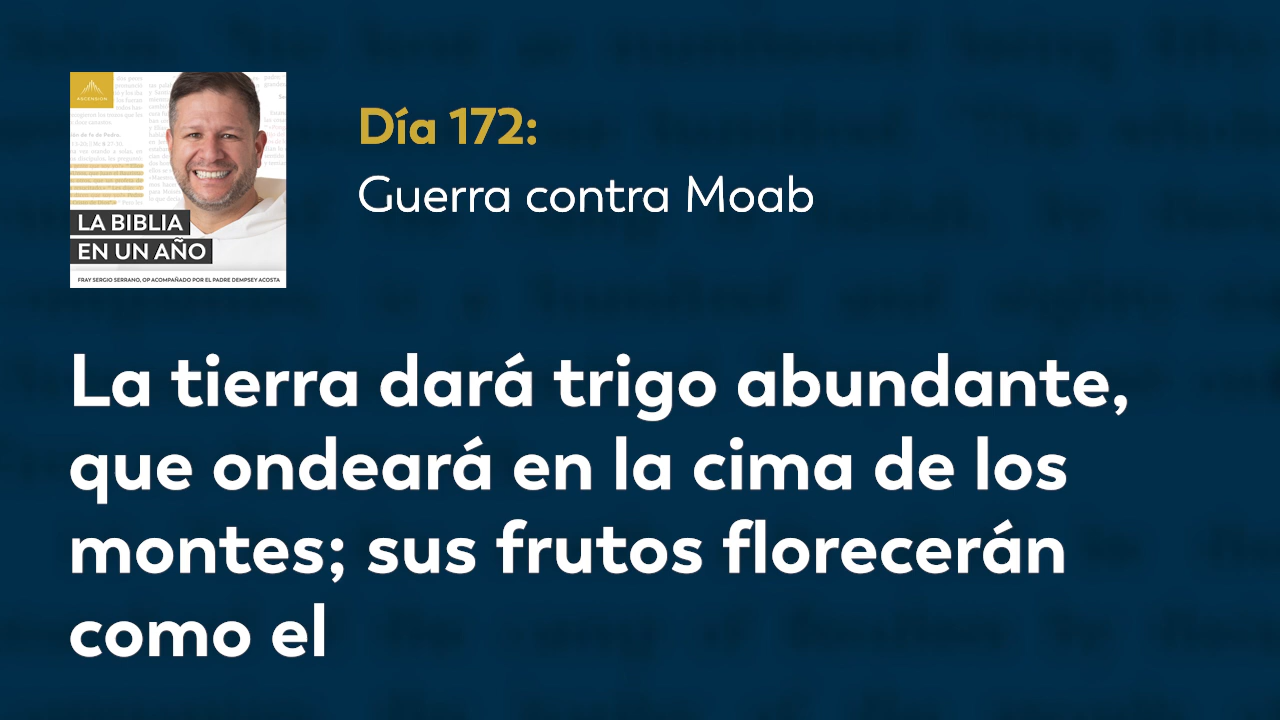 ASCENSION
LA BIBLIA
EN UN AÑO
FRAY SERGIO SERRANO, OP ACOMPAÑADO POR EL PADRE DEMPSEY ACOSTA
Día 172:
Guerra contra Moab
La tierra dará trigo abundante,
que ondeará en la cima de los
montes; sus frutos florecerán
como el